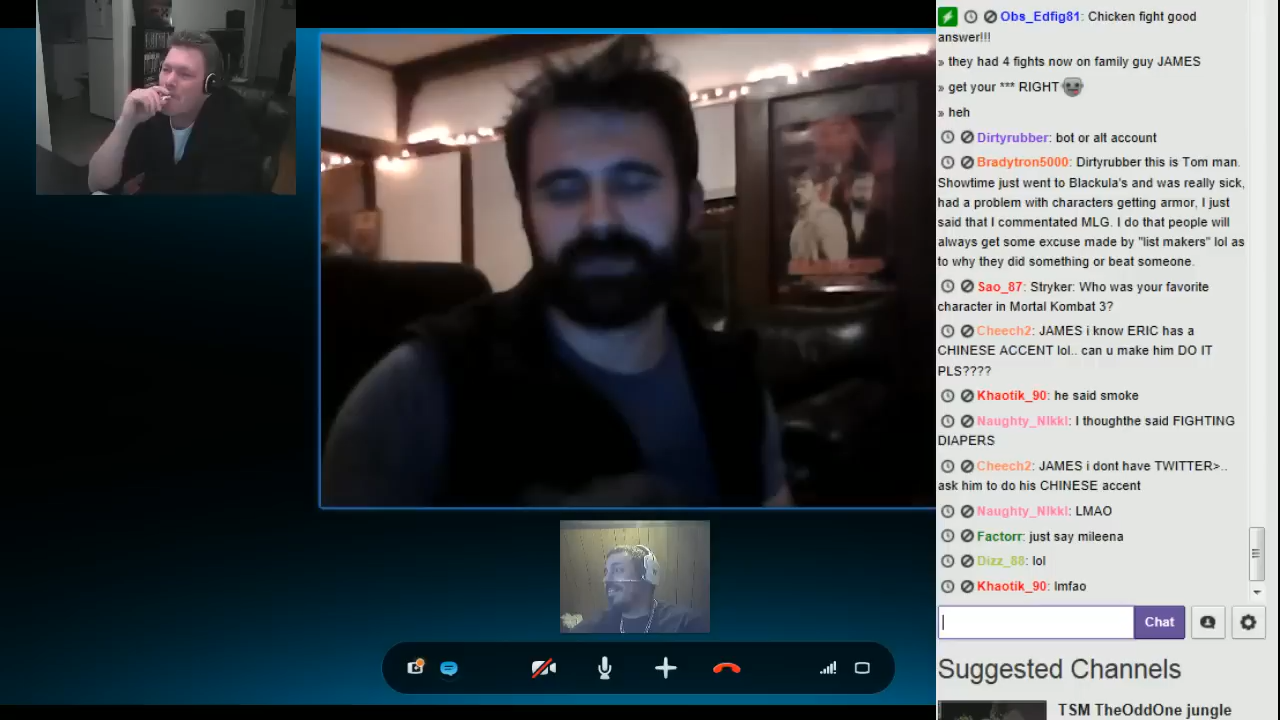 Obs_Edfig81: Chicken fight good
answer!!!
» they had 4 fights now on family guy JAMES
» get your *** RIGHT
» heh
Dirtyrubber: bot or alt account
Bradytron5000: Dirtyrubber this is Tom man.
Showtime just went to Blackula's and was really sick,
had a problem with characters getting armor, I just
said that I commentated MLG. I do that people will
always get some excuse made by "list makers" lol as
to why they did something or beat someone.
Sao_87: Stryker: Who was your favorite
character in Mortal Kombat 3?
Cheech2: JAMES i know ERIC has a
CHINESE ACCENT lol.. can u make him DO IT
PLS????
Khaotik_90: he said smoke
Naughty_NIkkI: I thoughthe said FIGHTING
DIAPERS
Cheech2: JAMES i dont have TWITTER>..
ask him to do his CHINESE accent
Naughty_NIkkI: LMAO
Factorr: just say mileena
Dizz_88: lol
Khaotik_90: lmfao
Chat
Suggested Channels
TSM TheOddOne jungle